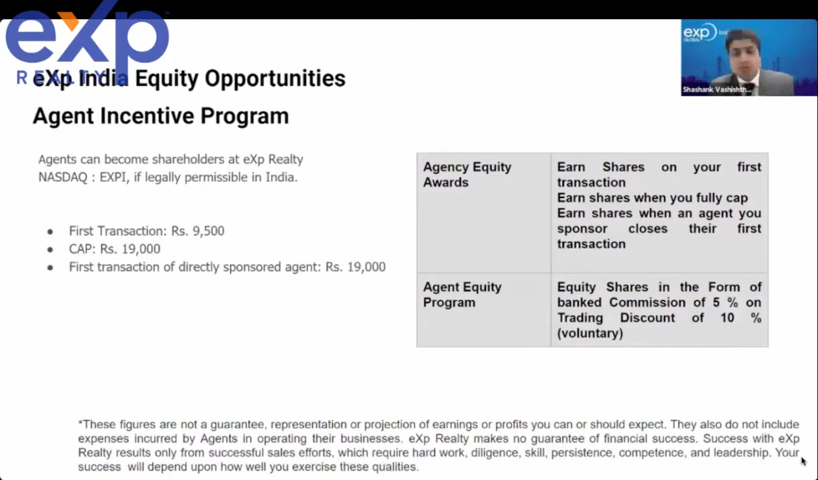 exp
REALTY
eXp India Equity Opportunities
Agent Incentive Program
exp
GLOBAL
Shashank Vashishth...
Agents can become shareholders at eXp Realty
NASDAQ : EXPI, if legally permissible in India.
● First Transaction: Rs. 9,500
● CAP: Rs. 19,000
● First transaction of directly sponsored agent: Rs. 19,000
Agency Equity
Awards
Earn Shares on your first
transaction
Earn shares when you fully cap
Earn shares when an agent you
sponsor closes their first
transaction
Agent Equity
Program
Equity Shares in the Form of
banked Commission of 5 % on
Trading Discount of 10 %
(voluntary)
*These figures are not a guarantee, representation or projection of earnings or profits you can or should expect. They also do not include
expenses incurred by Agents in operating their businesses. eXp Realty makes no guarantee of financial success. Success with eXp
Realty results only from successful sales efforts, which require hard work, diligence, skill, persistence, competence, and leadership. Your
success will depend upon how well you exercise these qualities.